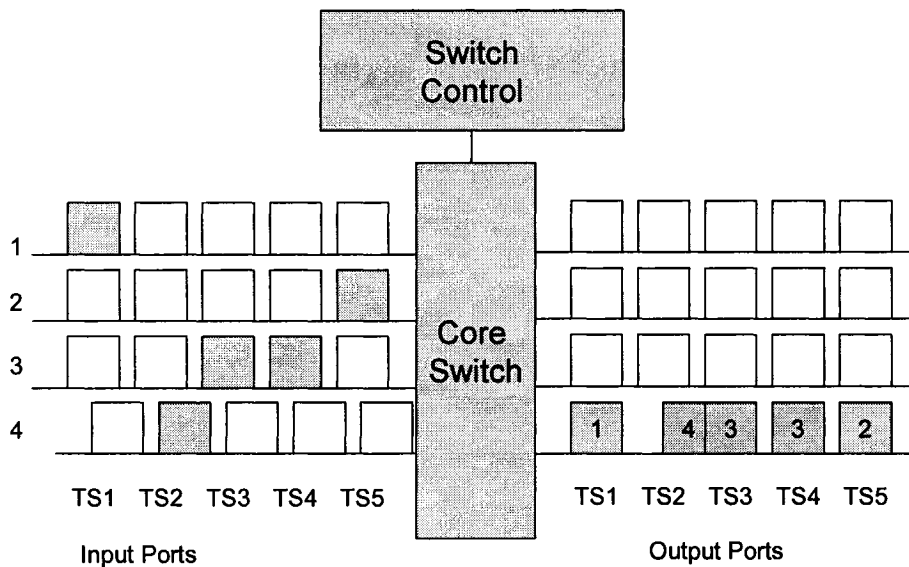 Switch
Control
1
2
3
4
Core
Switch
1 4 3 3 2
TS1 TS2 TS3 TS4 TS5
TS1 TS2 TS3 TS4 TS5
Input Ports
Output Ports